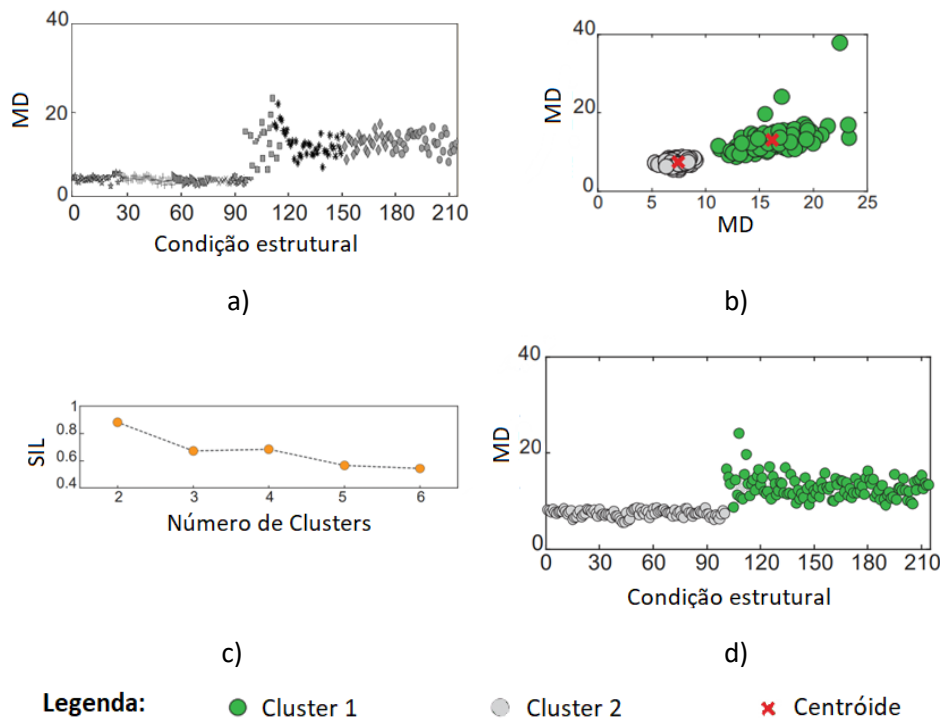 40
20
0
MD
0 30 60 90 120 150 180 210
Condição estrutural
a)
40
20
0
MD
0 5 10 15 20 25
MD
b)
1
0.8
0.6
0.4
SIL
2 3 4 5 6
Número de Clusters
c)
40
20
0
MD
0 30 60 90 120 150 180 210
Condição estrutural
d)
Legenda: Cluster 1 Cluster 2 Centróide